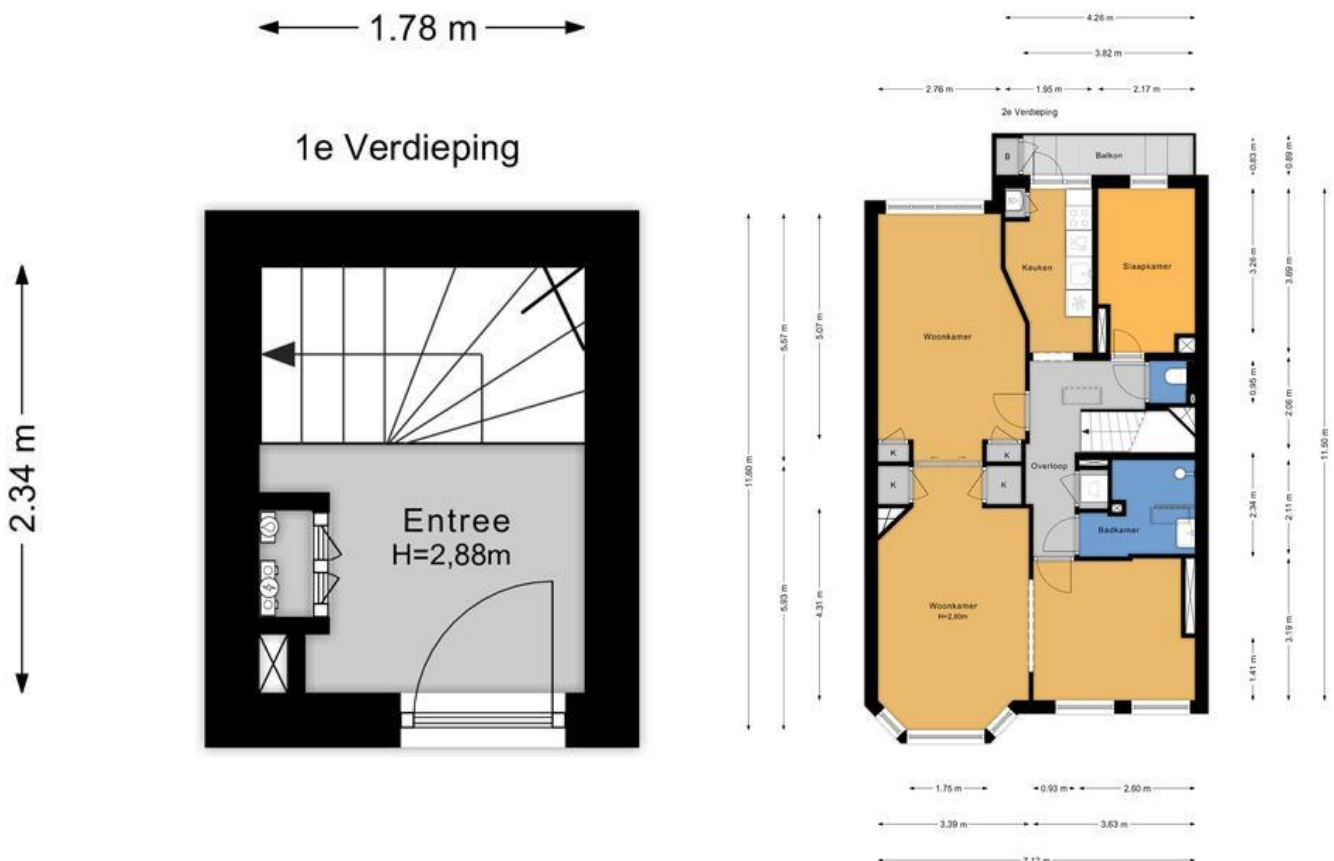 1.78 m
1e Verdieping
2.34 m
Entree
H=2,88m
4.26 m
3.82 m
2.76 m
1.95 m
2.17 m
2e Verdieping
B
Balkon
Keuken
Slaapkamer
Woonkamer
K
K
K
K
Overloop
Badkamer
Woonkamer
H=2,80m
11.60 m
5.57 m
5.07 m
5.93 m
4.31 m
0.83 m
0.89 m
3.26 m
3.69 m
0.95 m
2.06 m
11.50 m
2.34 m
2.11 m
3.19 m
1.41 m
1.75 m
0.93 m
2.60 m
3.39 m
3.63 m
7.12 m